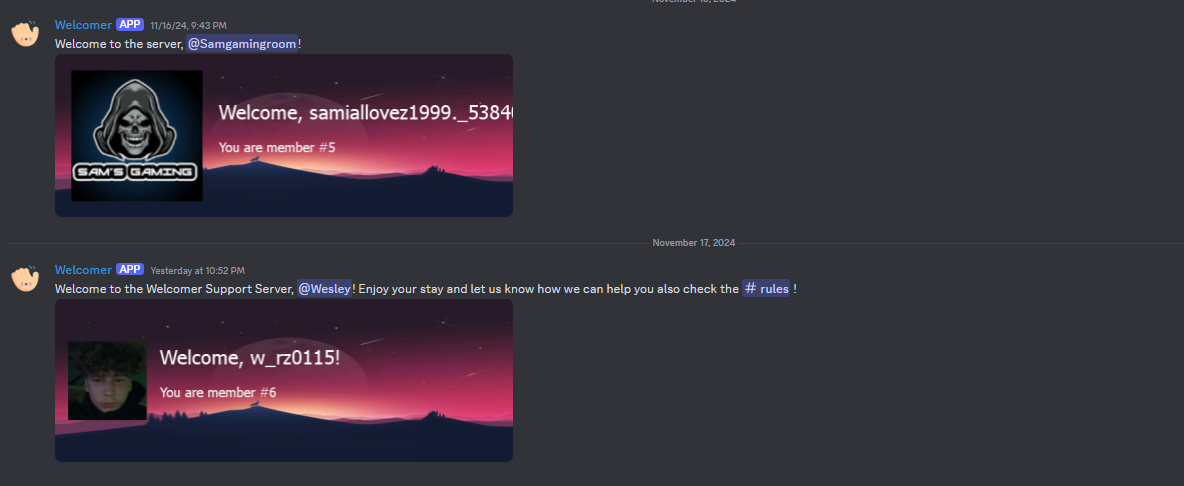 November 16, 2024
Welcomer APP 11/16/24, 9:43 PM
Welcome to the server, @Samgamingroom!
SAM'S GAMING
Welcome, samiallovez1999._5384
You are member #5
November 17, 2024
Welcomer APP Yesterday at 10:52 PM
Welcome to the Welcomer Support Server, @Wesley! Enjoy your stay and let us know how we can help you also check the # rules !
Welcome, w_rz0115!
You are member #6